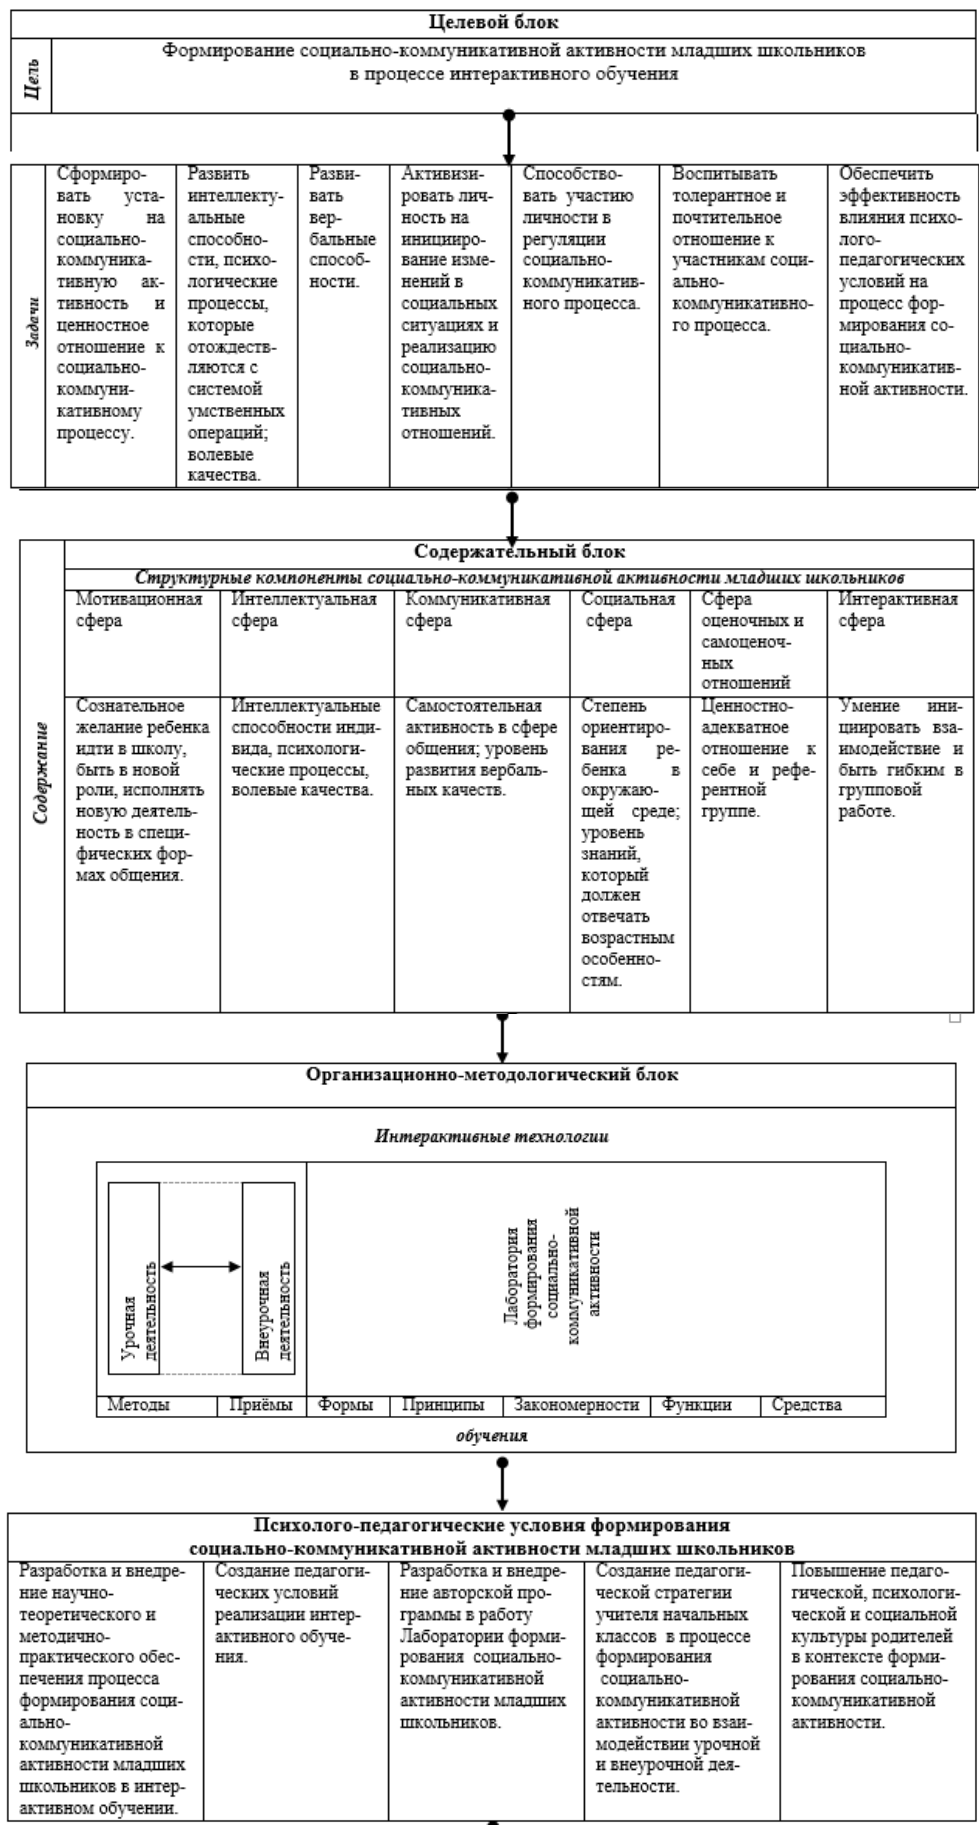 Целевой блок
Цель
Формирование социально-коммуникативной активности младших школьников
в процессе интерактивного обучения
Задачи
Сформиро-
вать уста-
новку на
социально-
коммуника-
тивную ак-
тивность и
ценностное
отношение к
социально-
коммуни-
кативному
процессу.
Развить
интеллекту-
альные
способно-
сти, психо-
логические
процессы,
которые
отождеств-
ляются с
системой
умственных
операций;
волевые
качества.
Разви-
вать
вер-
бальные
способ-
ности.
Активизи-
ровать лич-
ность на
иницииро-
вание изме-
нений в
социальных
ситуациях и
реализацию
социально-
коммуника-
тивных
отношений.
Способство-
вать участию
личности в
регуляции
социально-
коммуникатив-
ного процесса.
Воспитывать
толерантное и
почтительное
отношение к
участникам соци-
ально-
коммуникативно-
го процесса.
Обеспечить
эффективность
влияния психо-
лого-
педагогических
условий на
процесс фор-
мирования со-
циально-
коммуникатив-
ной активности.
Содержание
Содержательный блок
Структурные компоненты социально-коммуникативной активности младших школьников
Мотивационная
сфера
Интеллектуальная
сфера
Коммуникативная
сфера
Социальная
сфера
Сфера
оценочных и
самоценоч-
ных
отношений
Интерактивная
сфера
Сознательное
желание ребенка
идти в школу,
быть в новой
роли, исполнять
новую деятель-
ность в специ-
фических фор-
мах общения.
Интеллектуальные
способности инди-
вида, психологи-
ческие процессы,
волевые качества.
Самостоятельная
активность в сфере
общения; уровень
развития вербаль-
ных качеств.
Степень
ориентиро-
вания ре-
бенка в
окружаю-
щей среде;
уровень
знаний,
который
должен
отвечать
возрастным
особенно-
стям.
Ценностно-
адекватное
отношение к
себе и рефе-
рентной
группе.
Умение ини-
циировать вза-
имодействие и
быть гибким в
групповой
работе.
Организационно-методологический блок
Интерактивные технологии
Урочная
деятельность
Внеурочная
деятельность
Лаборатория
формирования
социально-
коммуникативной
активности
Методы
Приёмы
Формы
Принципы
Закономерности
Функции
Средства
обучения
Психолого-педагогические условия формирования
социально-коммуникативной активности младших школьников
Разработка и внедре-
ние научно-
теоретического и
методично-
практического обес-
печения процесса
формирования соци-
ально-
коммуникативной
активности младших
школьников в интер-
активном обучении.
Создание педагоги-
ческих условий
реализации интер-
активного обуче-
ния.
Разработка и внедре-
ние авторской про-
граммы в работу
Лаборатории форми-
рования социально-
коммуникативной
активности младших
школьников.
Создание педагоги-
ческой стратегии
учителя начальных
классов в процессе
формирования
социально-
коммуникативной
активности во взаи-
модействии урочной
и внеурочной дея-
тельности.
Повышение педаго-
гической, психологи-
ческой и социальной
культуры родителей
в контексте форми-
рования социально-
коммуникативной
активности.